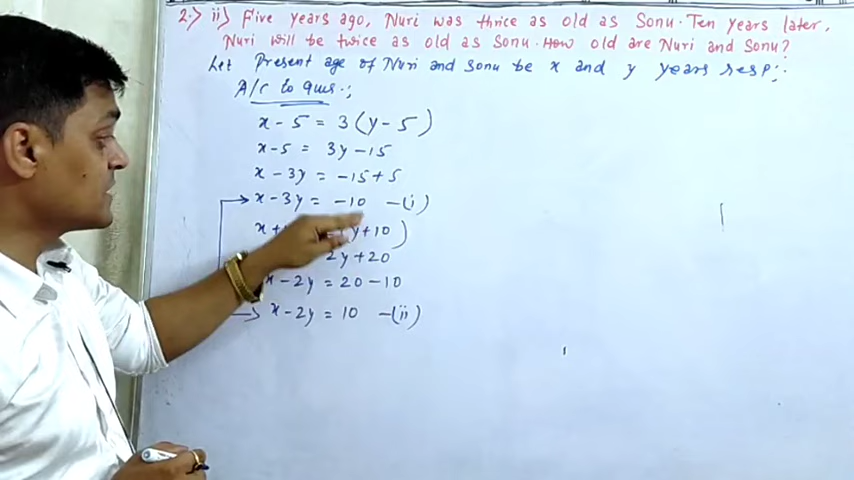 2.> ii) Five years ago, Nuri was thrice as old as Sonu. Ten years later,
Nuri will be twice as old as Sonu. How old are Nuri and Sonu?
Let Present age of Nuri and Sonu be x and y years resp:.
A/C to Ques.:,
x - 5 = 3 (y - 5)
x - 5 = 3y - 15
x - 3y = -15 + 5
x - 3y = -10 -(i)
x + y + 10)
2y + 20
x - 2y = 20 - 10
x - 2y = 10 -(ii)